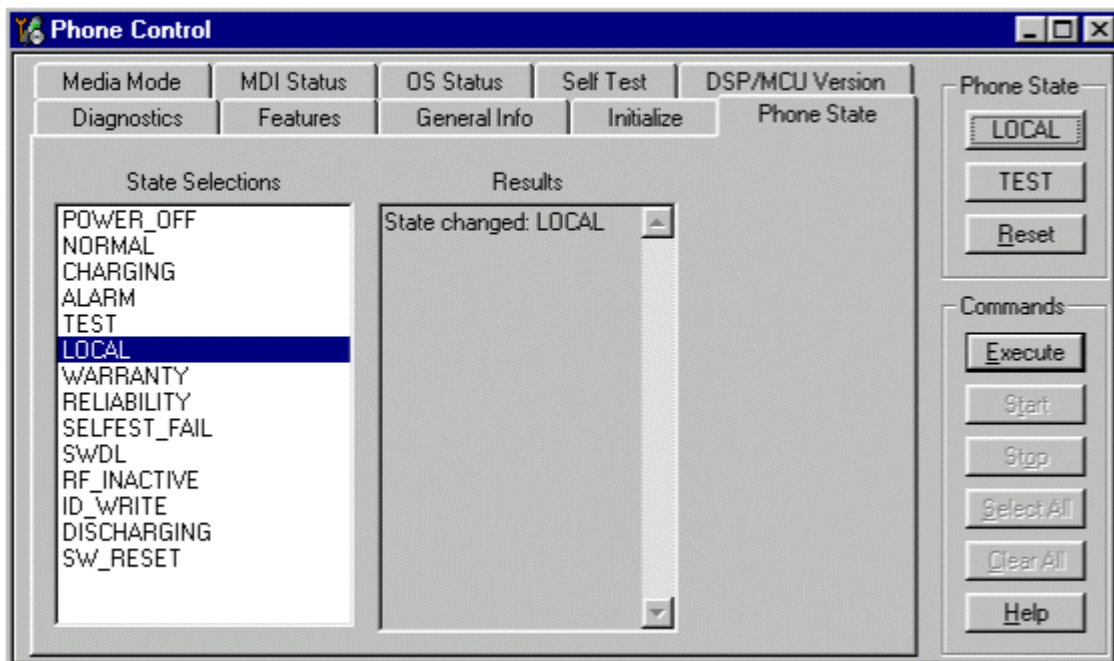 Phone Control
Media Mode MDI Status OS Status Self Test DSP/MCU Version
Diagnostics Features General Info Initialize Phone State
State Selections
POWER_OFF
NORMAL
CHARGING
ALARM
TEST
LOCAL
WARRANTY
RELIABILITY
SELFEST_FAIL
SWDL
RF_INACTIVE
ID_WRITE
DISCHARGING
SW_RESET
Results
State changed: LOCAL
Phone State
LOCAL
TEST
Reset
Commands
Execute
Start
Stop
Select All
Clear All
Help